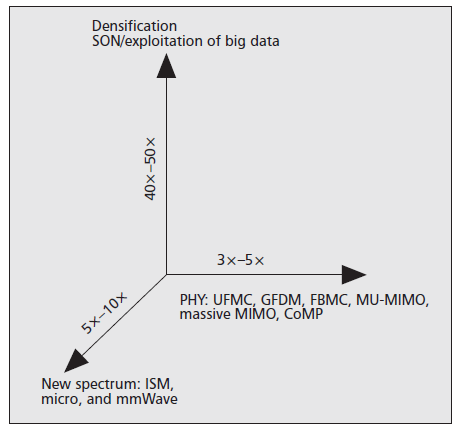 Densification
SON/exploitation of big data
40×–50×
3×–5×
5×–10×
PHY: UFMC, GFDM, FBMC, MU-MIMO,
massive MIMO, CoMP
New spectrum: ISM,
micro, and mmWave